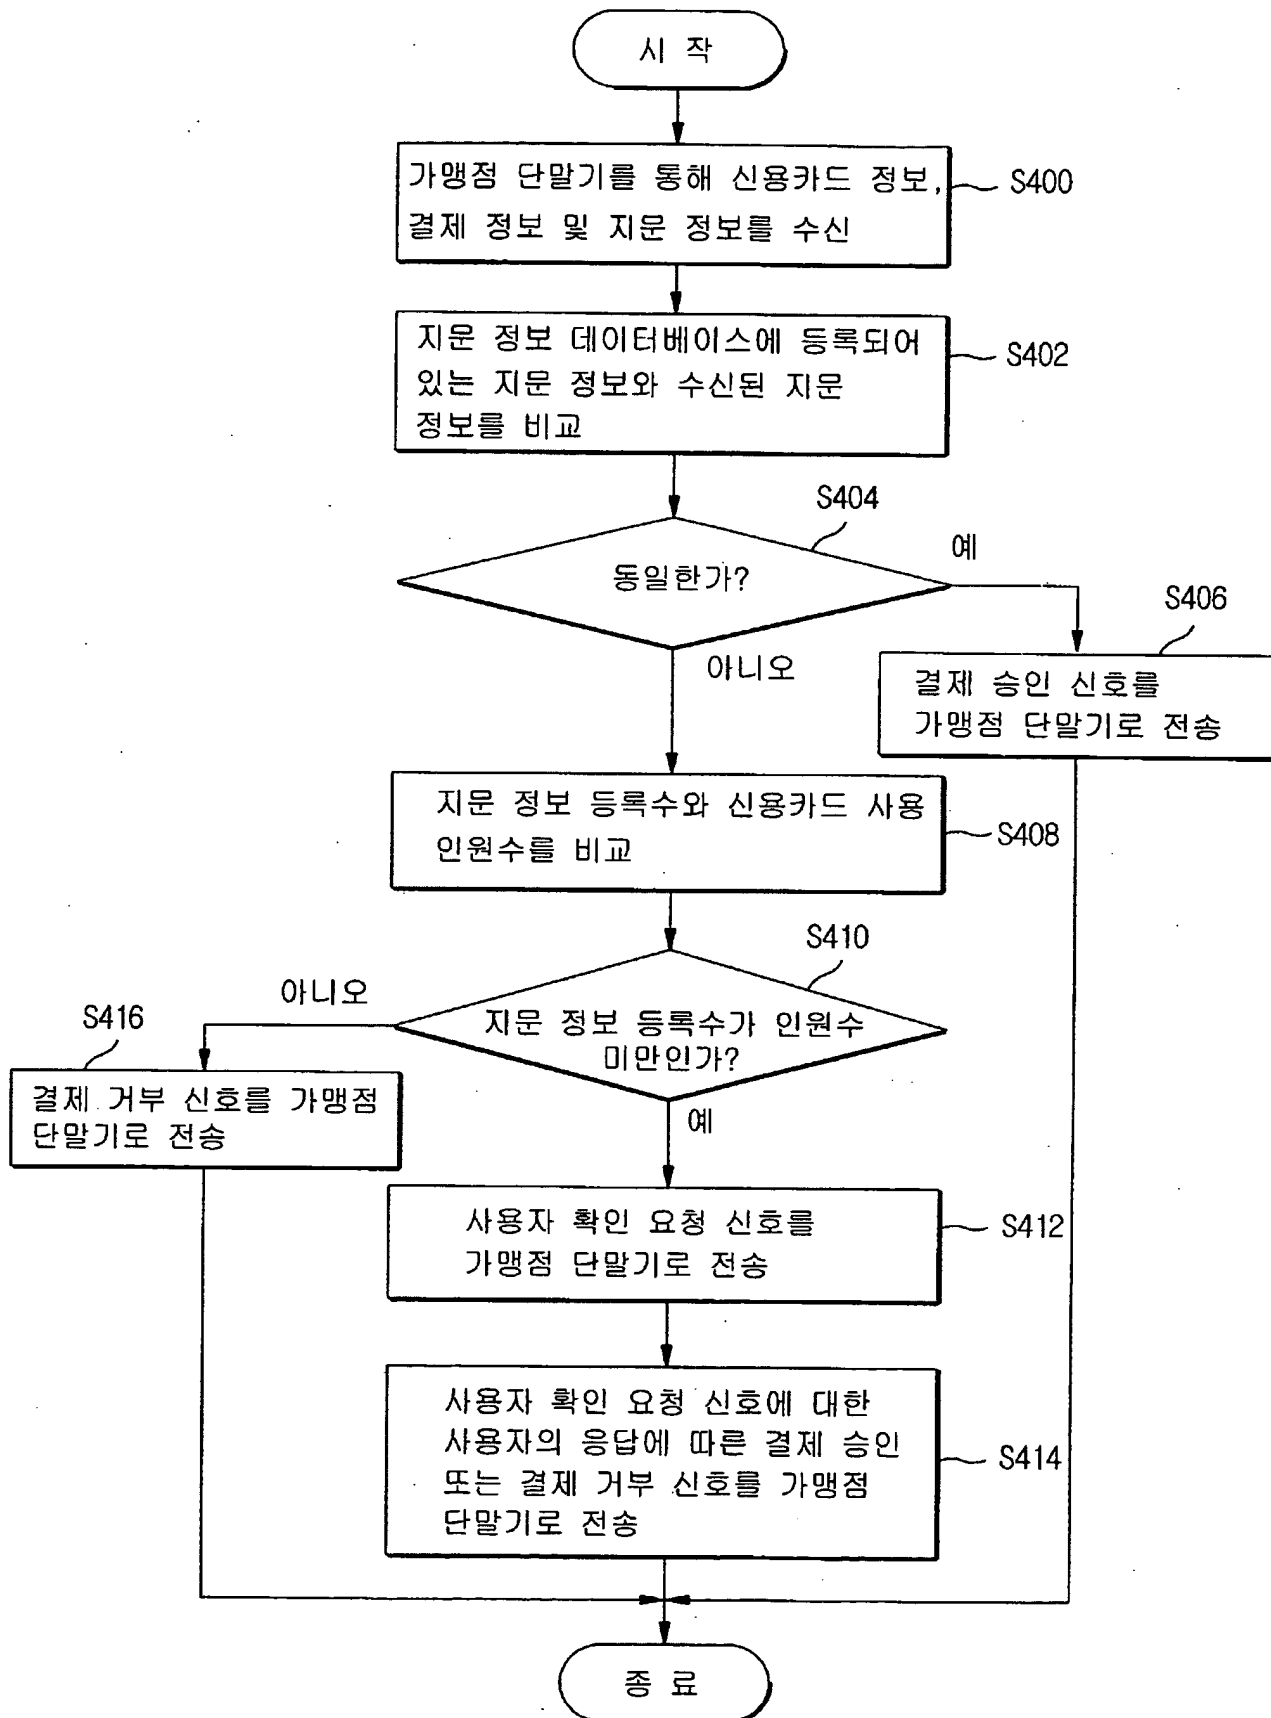 시 작
가맹점 단말기를 통해 신용카드 정보,
결제 정보 및 지문 정보를 수신
S400
지문 정보 데이터베이스에 등록되어
있는 지문 정보와 수신된 지문
정보를 비교
S402
S404
동일한가?
예
아니오
S406
결제 승인 신호를
가맹점 단말기로 전송
지문 정보 등록수와 신용카드 사용
인원수를 비교
S408
S410
지문 정보 등록수가 인원수
미만인가?
아니오
예
S416
결제 거부 신호를 가맹점
단말기로 전송
사용자 확인 요청 신호를
가맹점 단말기로 전송
S412
사용자 확인 요청 신호에 대한
사용자의 응답에 따른 결제 승인
또는 결제 거부 신호를 가맹점
단말기로 전송
S414
종 료